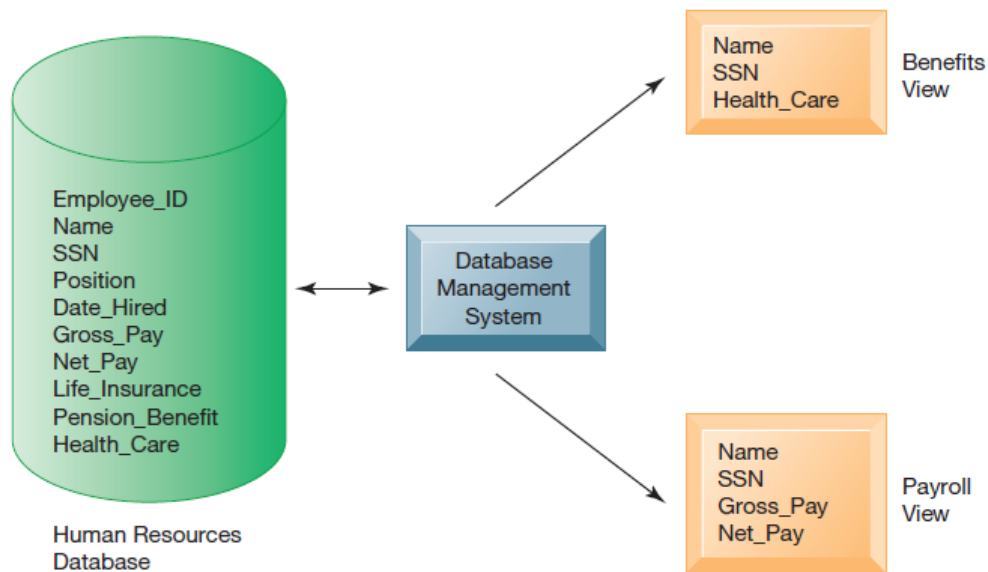 Employee_ID
Name
SSN
Position
Date_Hired
Gross_Pay
Net_Pay
Life_Insurance
Pension_Benefit
Health_Care
Human Resources
Database
Database
Management
System
Name
SSN
Health_Care
Benefits
View
Name
SSN
Gross_Pay
Net_Pay
Payroll
View